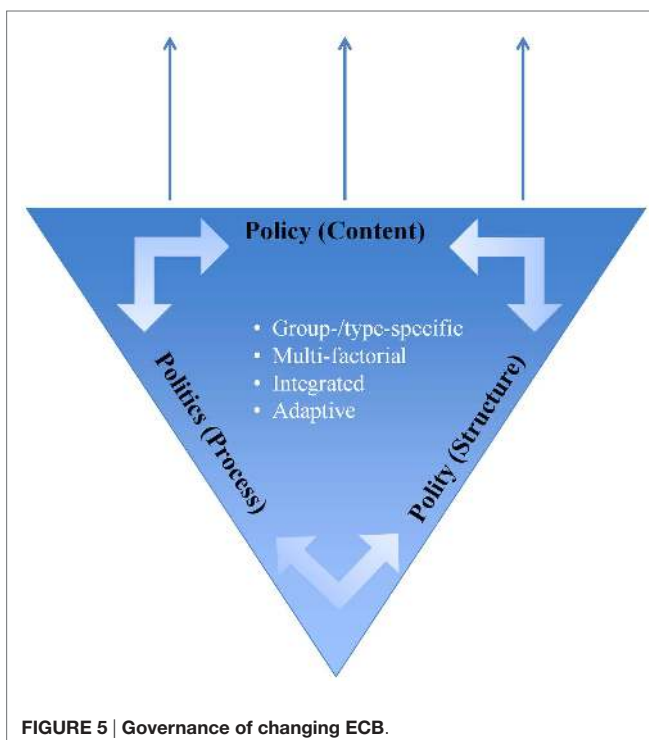 Policy (Content)
• Group-/type-specific
• Multi-factorial
• Integrated
• Adaptive
Politics (Process)
Polity (Structure)
FIGURE 5 | Governance of changing ECB.